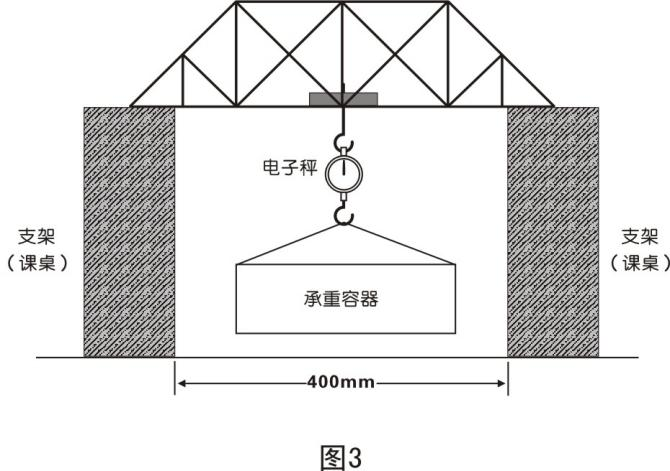 电子秤
支架
（课桌）
支架
（课桌）
承重容器
400mm
图3